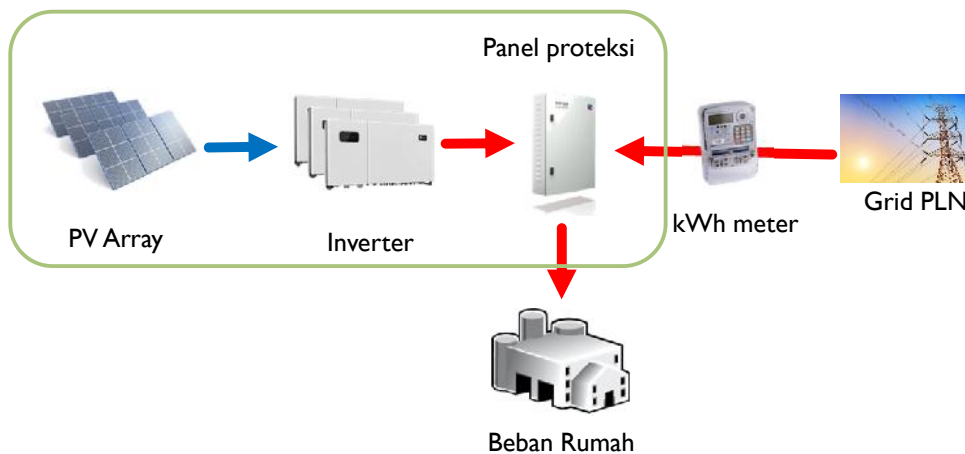 Panel proteksi
PV Array
Inverter
kWh meter
Grid PLN
Beban Rumah